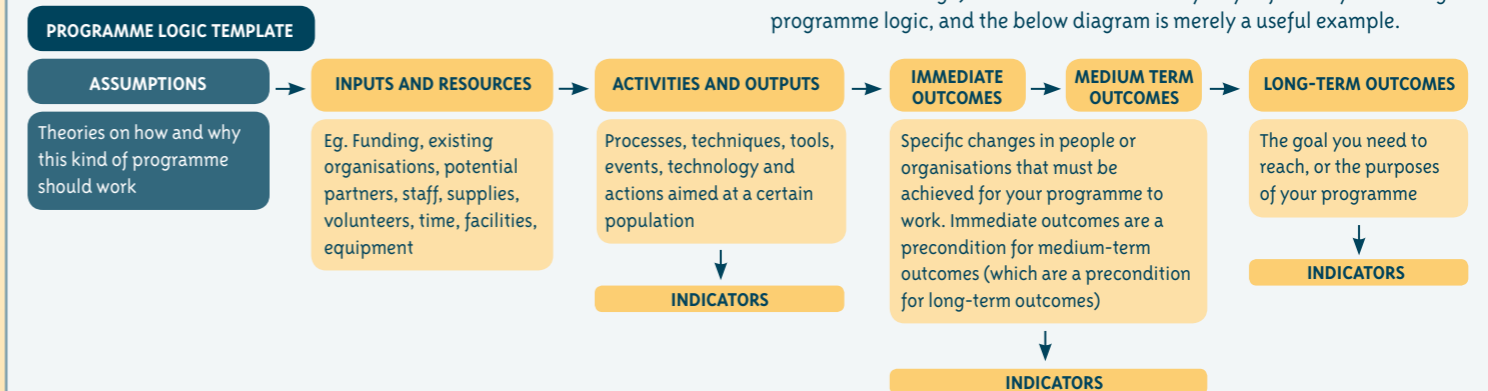 programme logic, and the below diagram is merely a useful example.
PROGRAMME LOGIC TEMPLATE
ASSUMPTIONS
Theories on how and why
this kind of programme
should work
INPUTS AND RESOURCES
Eg. Funding, existing
organisations, potential
partners, staff, supplies,
volunteers, time, facilities,
equipment
ACTIVITIES AND OUTPUTS
Processes, techniques, tools,
events, technology and
actions aimed at a certain
population
INDICATORS
IMMEDIATE
OUTCOMES
MEDIUM TERM
OUTCOMES
Specific changes in people or
organisations that must be
achieved for your programme to
work. Immediate outcomes are a
precondition for medium-term
outcomes (which are a precondition
for long-term outcomes)
INDICATORS
LONG-TERM OUTCOMES
The goal you need to
reach, or the purposes
of your programme
INDICATORS